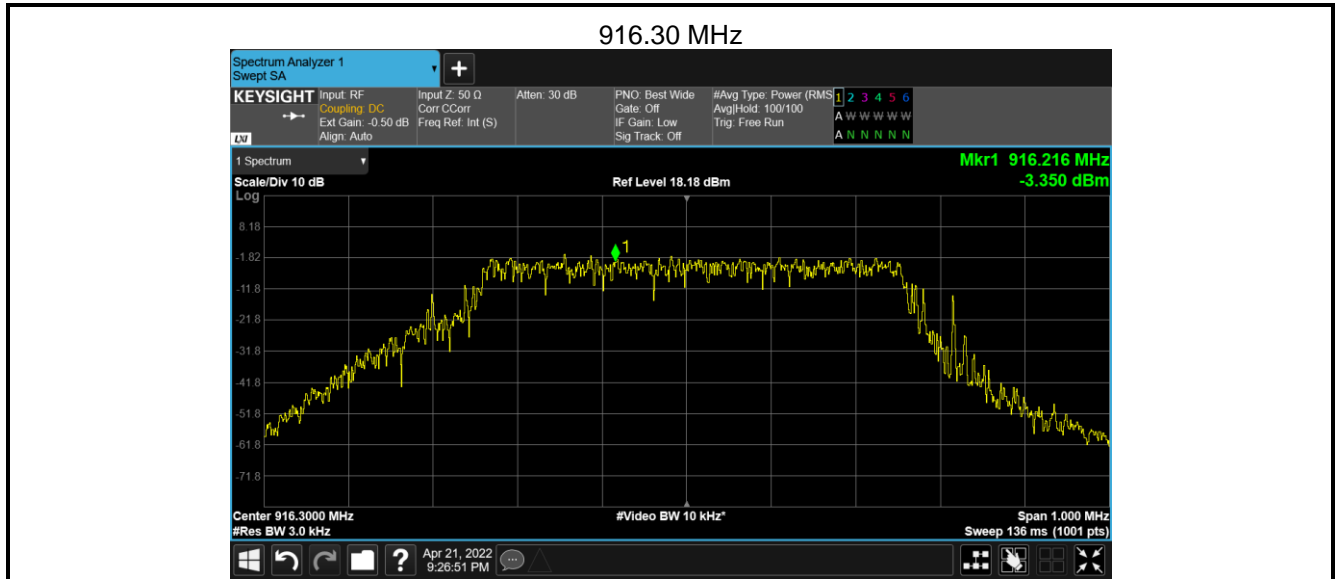 916.30 MHz
Spectrum Analyzer 1
Swept SA
+
KEYSIGHT
Input: RF
Coupling: DC
Ext Gain: -0.50 dB
Align: Auto
LXI
Input Z: 50 Ω
Corr CCorr
Freq Ref: Int (S)
Atten: 30 dB
PNO: Best Wide
Gate: Off
IF Gain: Low
Sig Track: Off
#Avg Type: Power (RMS
Avg|Hold: 100/100
Trig: Free Run
1 2 3 4 5 6
A W W W W W
A N N N N N
1 Spectrum
Mkr1 916.216 MHz
-3.350 dBm
Scale/Div 10 dB
Ref Level 18.18 dBm
Log
8.18
-1.82
-11.8
-21.8
-31.8
-41.8
-51.8
-61.8
-71.8
1
Center 916.3000 MHz
#Res BW 3.0 kHz
#Video BW 10 kHz*
Span 1.000 MHz
Sweep 136 ms (1001 pts)
?
Apr 21, 2022
9:26:51 PM